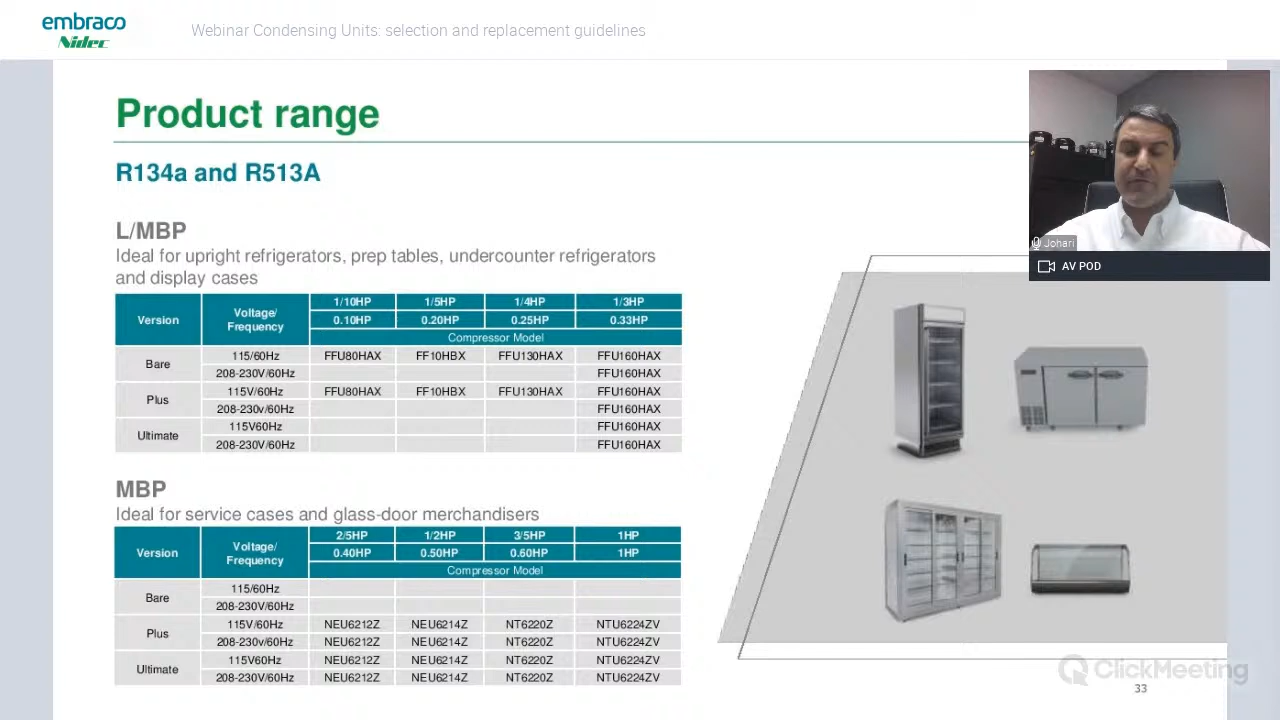 embraco
Nidec
Webinar Condensing Units: selection and replacement guidelines
Product range
R134a and R513A
L/MBP
Ideal for upright refrigerators, prep tables, undercounter refrigerators
and display cases
Version Voltage/ Frequency 1/10HP 1/5HP 1/4HP 1/3HP
0.10HP 0.20HP 0.25HP 0.33HP
Compressor Model
Bare 115/60Hz FFU80HAX FF10HBX FFU130HAX FFU160HAX
208-230V/60Hz FFU160HAX
Plus 115V/60Hz FFU80HAX FF10HBX FFU130HAX FFU160HAX
208-230v/60Hz FFU160HAX
Ultimate 115V60Hz FFU160HAX
208-230V/60Hz FFU160HAX
MBP
Ideal for service cases and glass-door merchandisers
Version Voltage/ Frequency 2/5HP 1/2HP 3/5HP 1HP
0.40HP 0.50HP 0.60HP 1HP
Compressor Model
Bare 115/60Hz
208-230V/60Hz
Plus 115V/60Hz NEU6212Z NEU6214Z NT6220Z NTU6224ZV
208-230v/60Hz NEU6212Z NEU6214Z NT6220Z NTU6224ZV
Ultimate 115V60Hz NEU6212Z NEU6214Z NT6220Z NTU6224ZV
208-230V/60Hz NEU6212Z NEU6214Z NT6220Z NTU6224ZV
Johari
AV POD
ClickMeeting
33